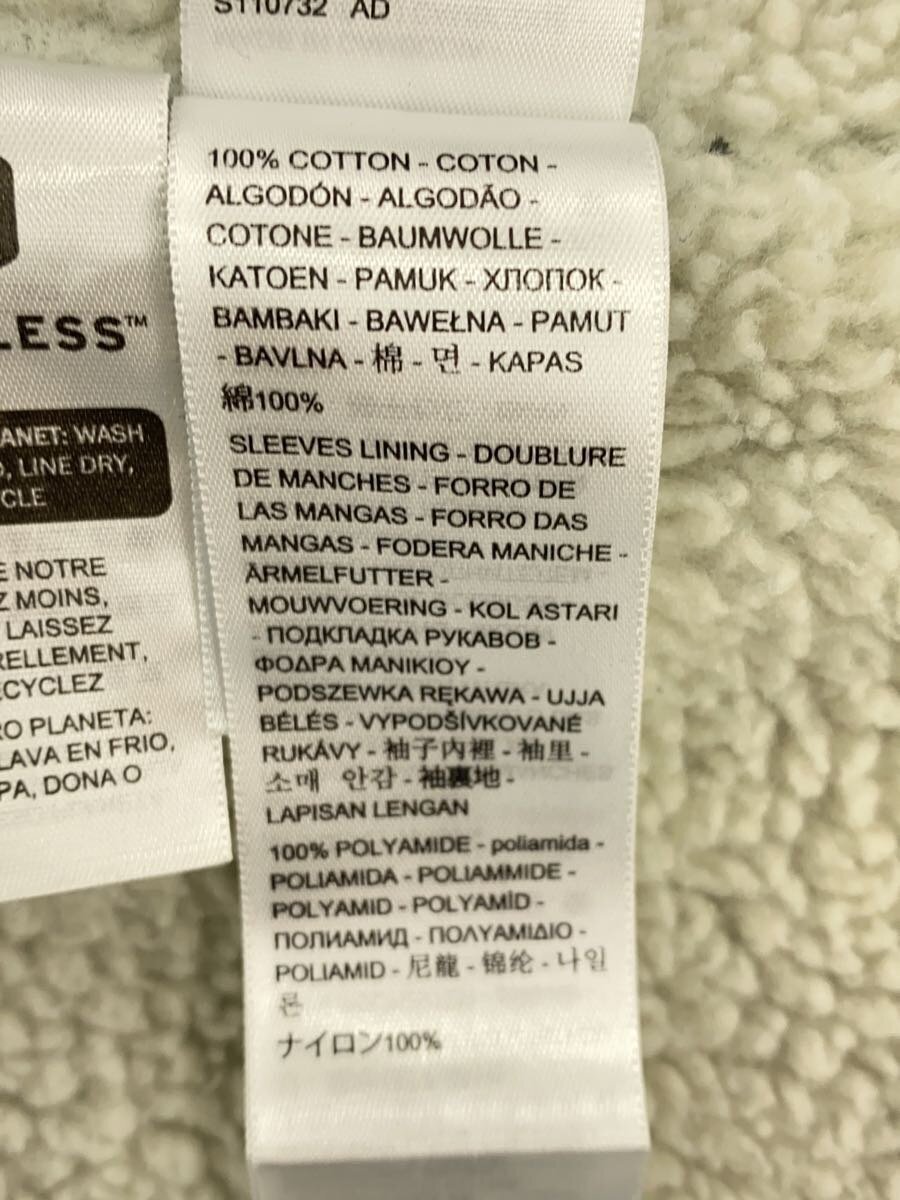 S110732 AD
LESS™
ANET: WASH
, LINE DRY,
CLE
E NOTRE
Z MOINS,
LAISSEZ
RELLEMENT,
ECYCLEZ
RO PLANETA:
LAVA EN FRIO,
PA, DONA O
100% COTTON - COTON -
ALGODÓN - ALGODÃO -
COTONE - BAUMWOLLE -
KATOEN - PAMUK - ХЛОПОК -
BAMBAKI - BAWEŁNA - PAMUT
- BAVLNA - 棉 - 면 - KAPAS
綿100%
SLEEVES LINING - DOUBLURE
DE MANCHES - FORRO DE
LAS MANGAS - FORRO DAS
MANGAS - FODERA MANICHE -
ÄRMELFUTTER -
MOUWVOERING - KOL ASTARI
- ПОДКЛАДКА РУКАВОВ -
ΦΟΔΡΑ ΜΑΝΙΚΙΟΥ -
PODSZEWKA RĘKAWA - UJJA
BÉLÉS - VYPODŠÍVKOVANÉ
RUKÁVY - 袖子內裡 - 袖里 -
소매 안감 - 袖裏地 -
LAPISAN LENGAN
100% POLYAMIDE - poliamida -
POLIAMIDA - POLIAMMIDE -
POLYAMID - POLYAMİD -
ПОЛИАМИД - ΠΟΛΥΑΜΙΔΙΟ -
POLIAMID - 尼龍 - 锦纶 - 나일
론
ナイロン100%